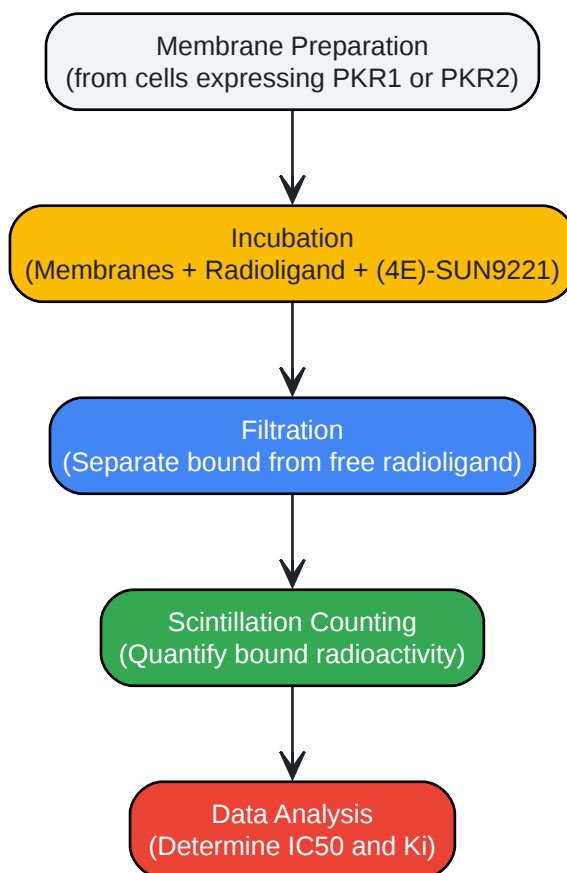 Membrane Preparation
(from cells expressing PKR1 or PKR2)
Incubation
(Membranes + Radioligand + (4E)-SUN9221)
Filtration
(Separate bound from free radioligand)
Scintillation Counting
(Quantify bound radioactivity)
Data Analysis
(Determine IC50 and Ki)